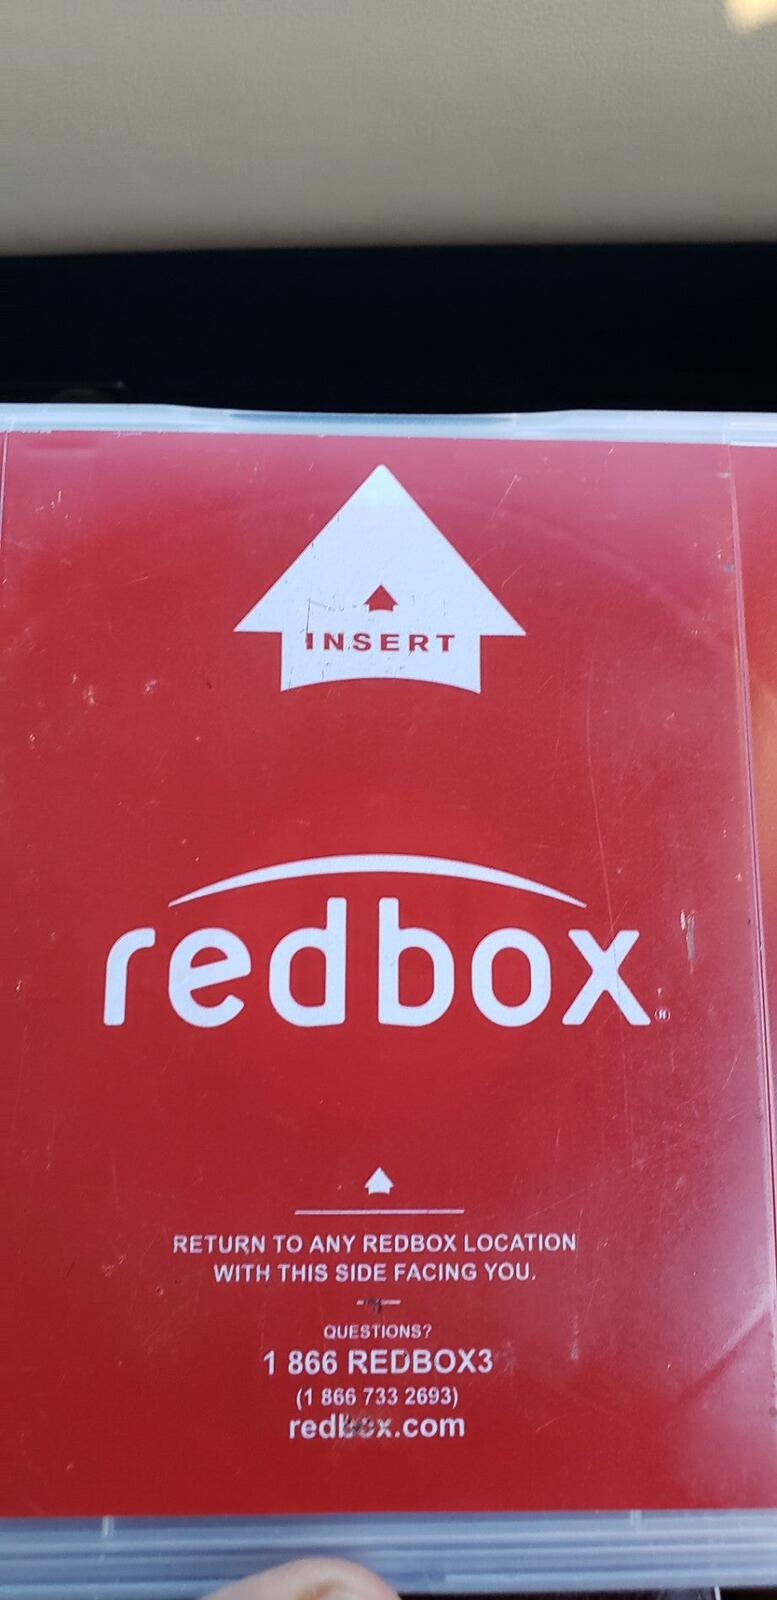 INSERT
redbox®
RETURN TO ANY REDBOX LOCATION
WITH THIS SIDE FACING YOU.
QUESTIONS?
1 866 REDBOX3
(1 866 733 2693)
redbox.com